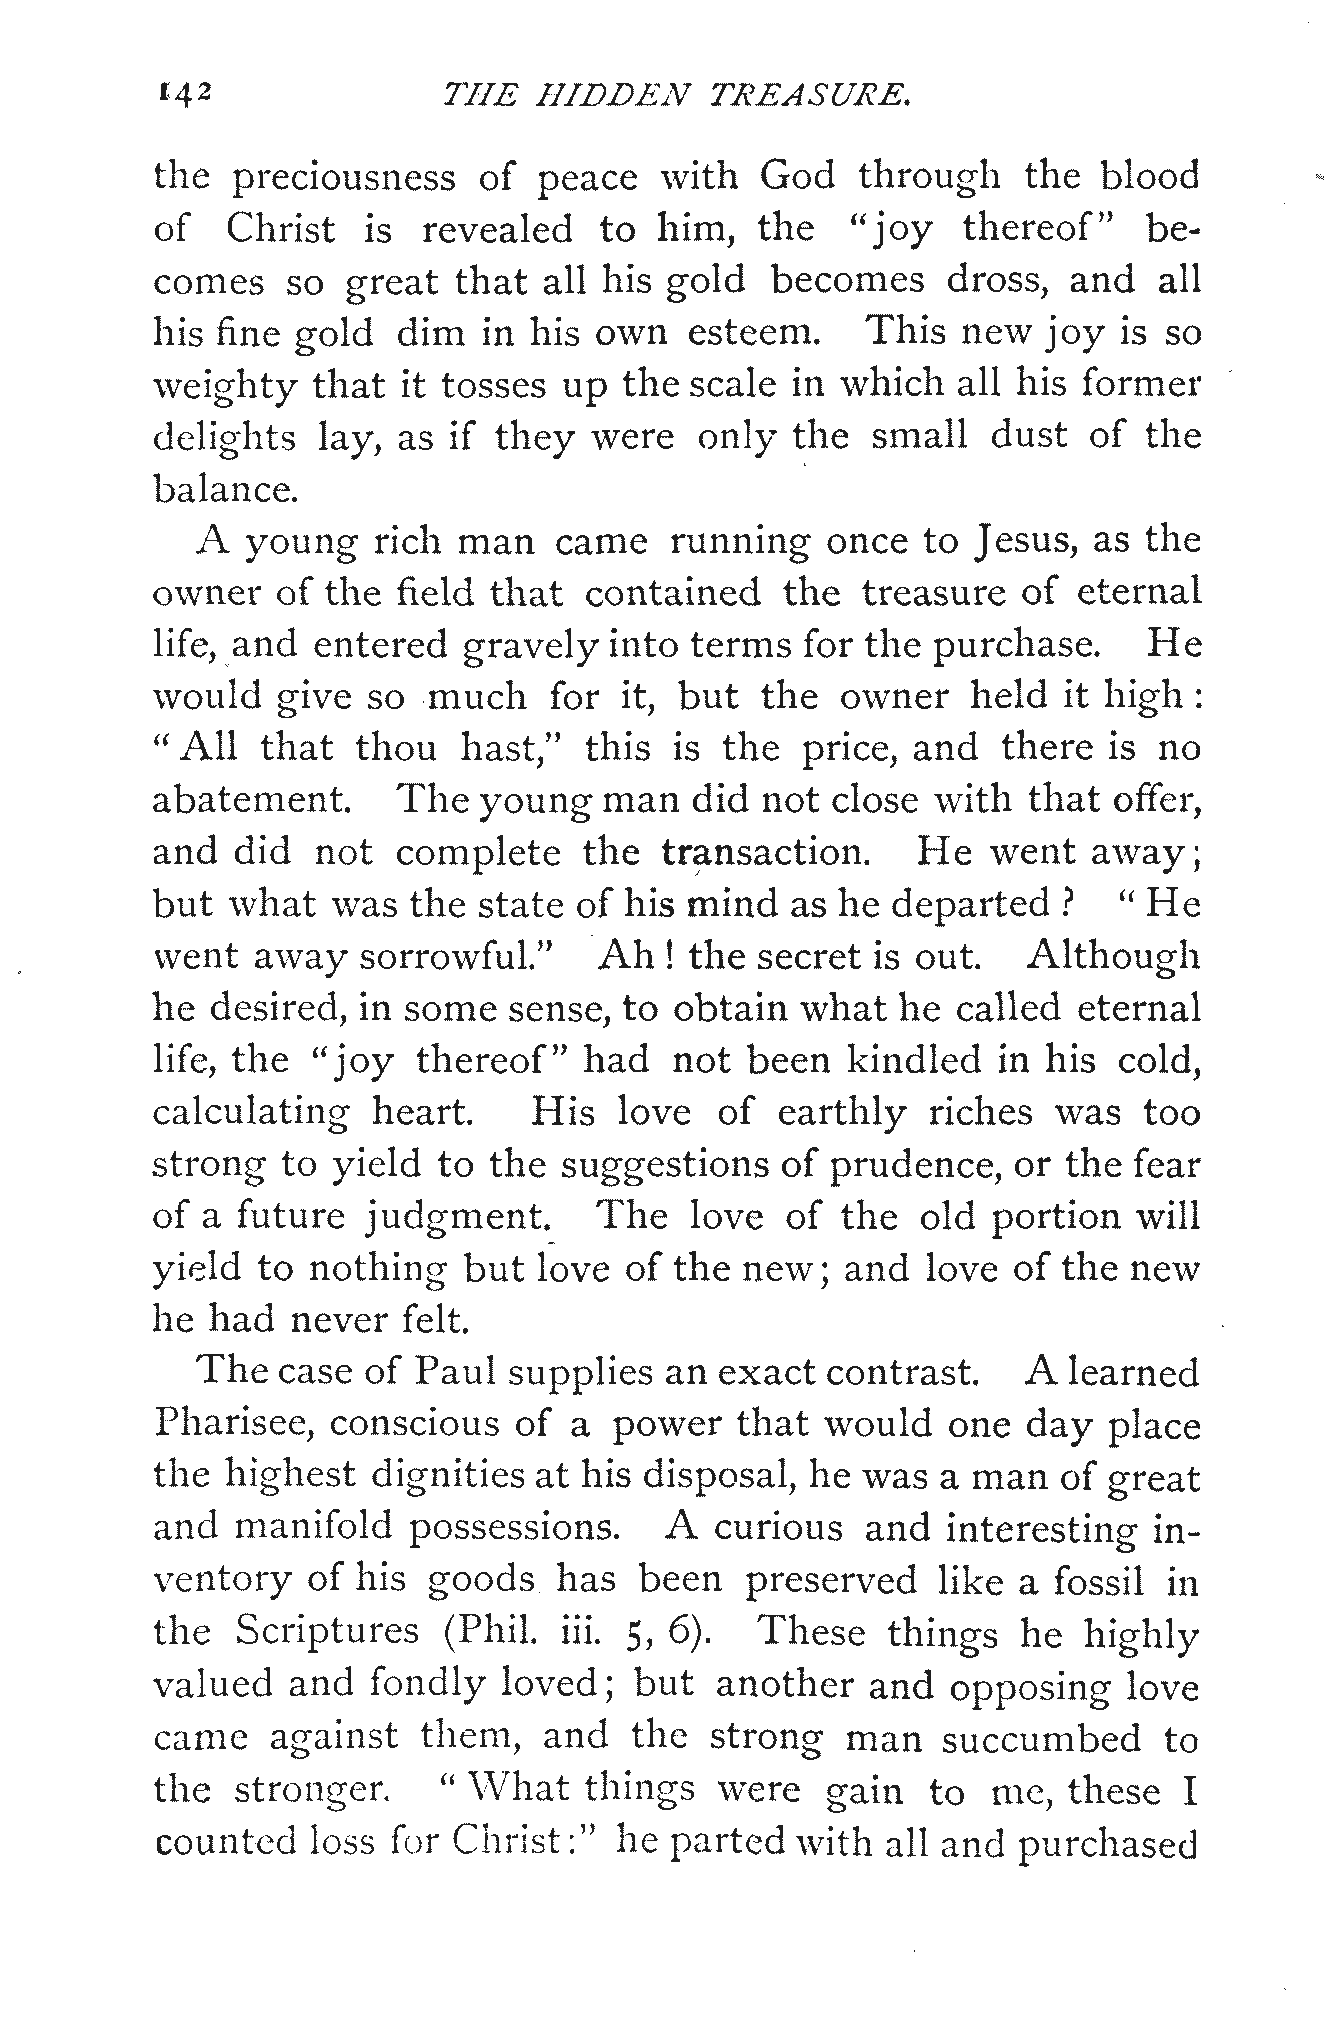 142 THE HIDDEN TREASURE.
the preciousness of peace with God through the blood
of Christ is revealed to him, the "joy thereof" be-
comes so great that all his gold becomes dross, and all
his fine gold dim in his own esteem. This new joy is so
weighty that it tosses up the scale in which all his former
delights lay, as if they were only the small dust of the
balance.
A young rich man came running once to Jesus, as the
owner of the field that contained the treasure of eternal
life, and entered gravely into terms for the purchase. He
would give so much for it, but the owner held it high :
" All that thou hast," this is the price, and there is no
abatement. The young man did not close with that offer,
and did not complete the transaction. He went away ;
but what was the state of his mind as he departed ? " He
went away sorrowful." Ah ! the secret is out. Although
he desired, in some sense, to obtain what he called eternal
life, the "joy thereof" had not been kindled in his cold,
calculating heart. His love of earthly riches was too
strong to yield to the suggestions of prudence, or the fear
of a future judgment. The love of the old portion will
yield to nothing but love of the new ; and love of the new
he had never felt.
The case of Paul supplies an exact contrast. A learned
Pharisee, conscious of a power that would one day place
the highest dignities at his disposal, he was a man of great
and manifold possessions. A curious and interesting in-
ventory of his goods has been preserved like a fossil in
the Scriptures (Phil. iii. 5, 6). These things he highly
valued and fondly loved ; but another and opposing love
came against them, and the strong man succumbed to
the stronger. " What things were gain to me, these I
counted loss for Christ :" he parted with all and purchased